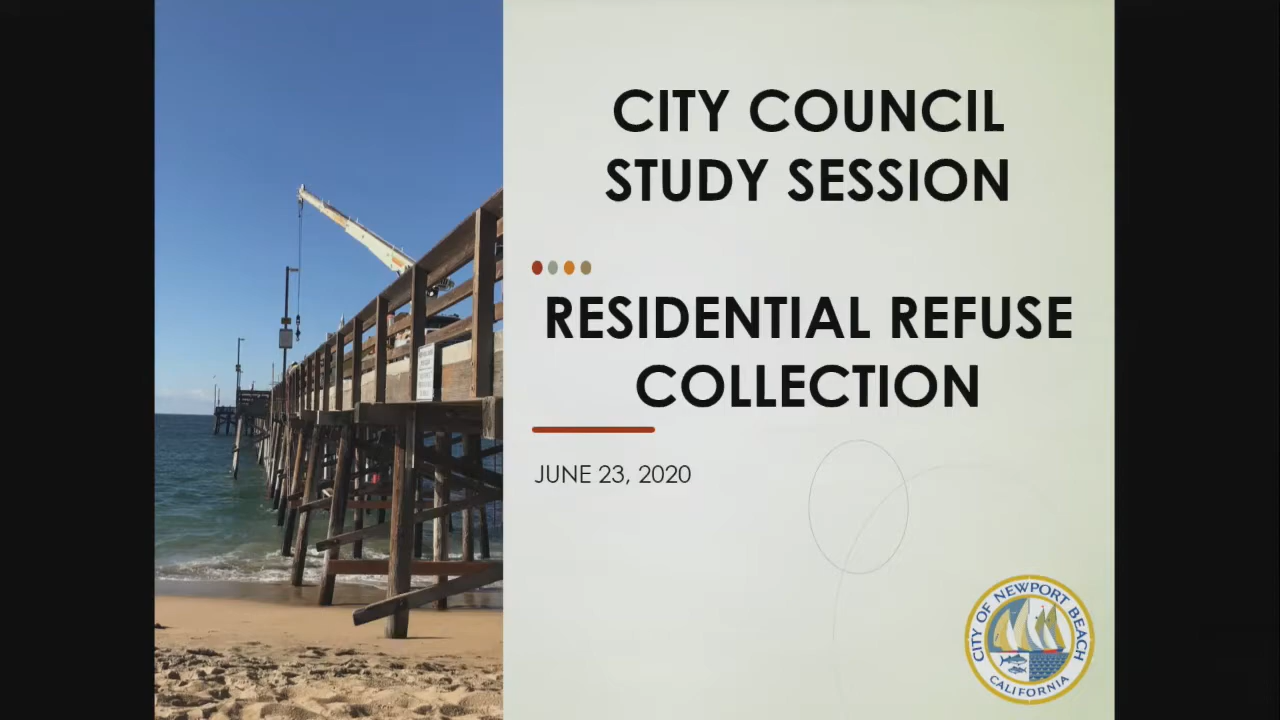 CITY COUNCIL
STUDY SESSION
RESIDENTIAL REFUSE
COLLECTION
JUNE 23, 2020
CITY OF NEWPORT BEACH
CALIFORNIA